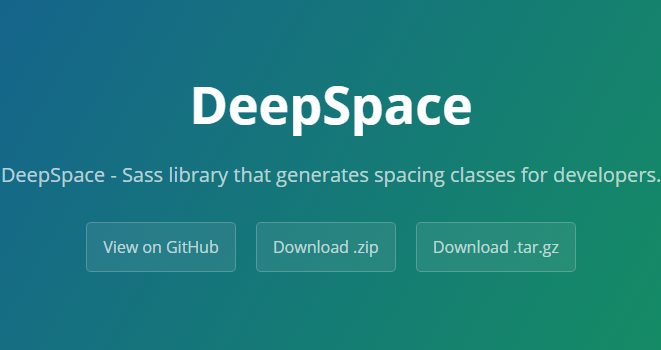 DeepSpace
DeepSpace - Sass library that generates spacing classes for developers.
View on GitHub
Download .zip
Download .tar.gz